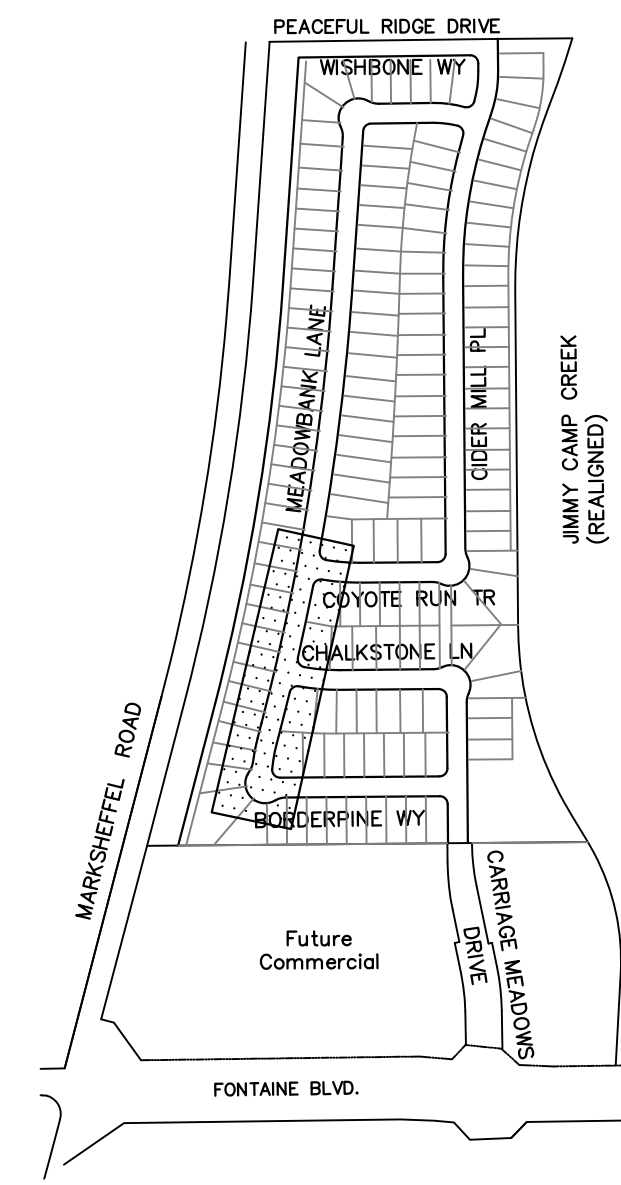 PEACEFUL RIDGE DRIVE
WISHBONE WY
MEADOWBANK LANE
CIDER MILL PL
JIMMY CAMP CREEK
(REALIGNED)
COYOTE RUN TR
CHALKSTONE LN
MARKSHEFFEL ROAD
BORDERPINE WY
CARRIAGE MEADOWS
DRIVE
Future
Commercial
FONTAINE BLVD.